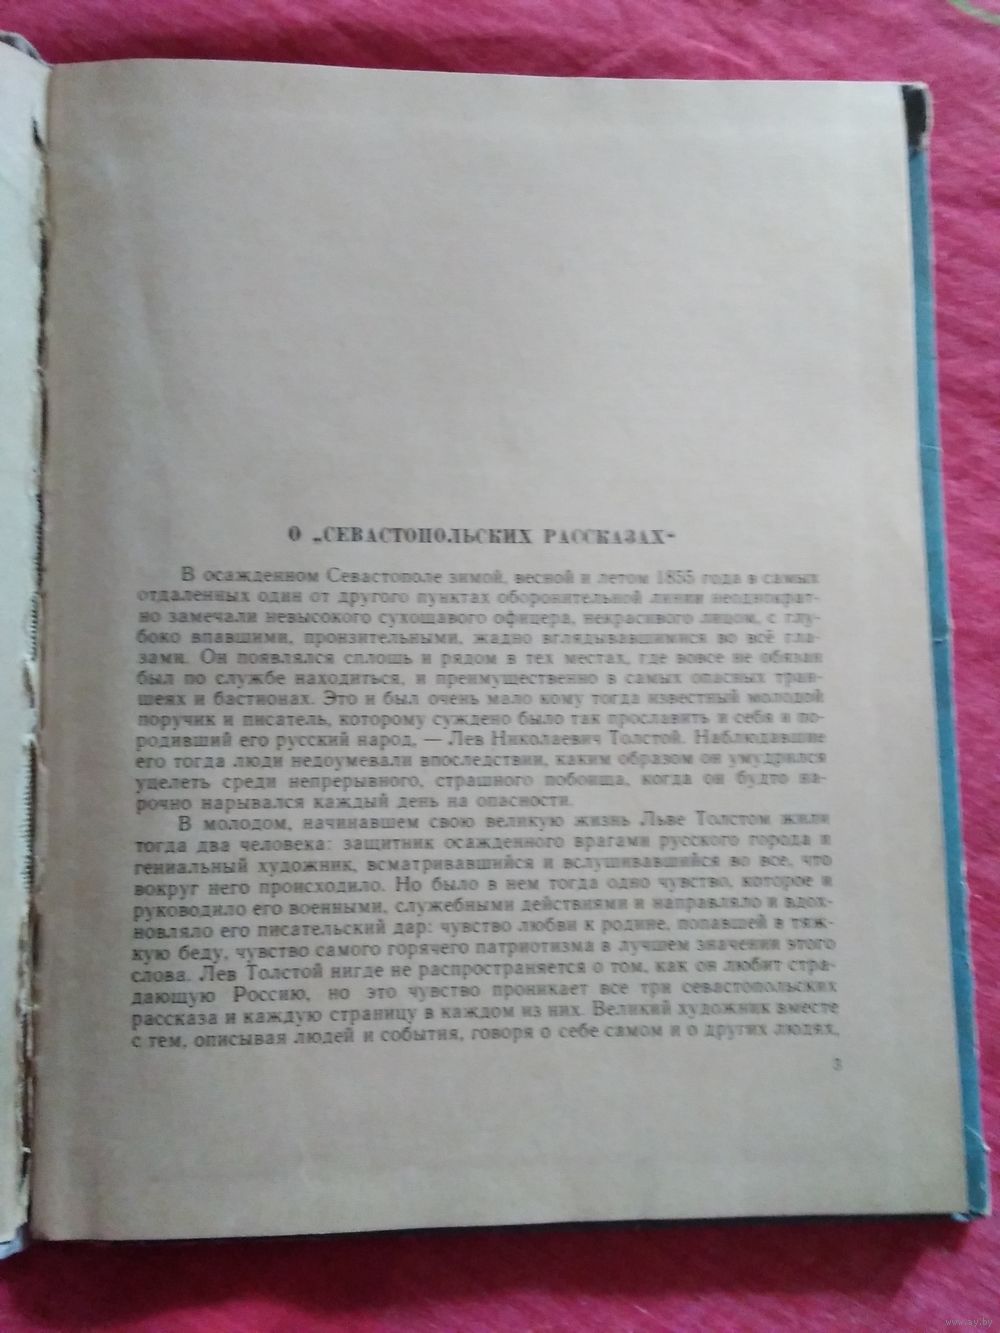 О „СЕВАСТОПОЛЬСКИХ РАССКАЗАХ“
В осажденном Севастополе зимой, весной и летом 1855 года в самых
отдаленных один от другого пунктах оборонительной линии неоднократ-
но замечали невысокого сухощавого офицера, некрасивого лицом, с глу-
боко впавшими, пронзительными, жадно вглядывавшимися во всё гла-
зами. Он появлялся сплошь и рядом в тех местах, где вовсе не обязан
был по службе находиться, и преимущественно в самых опасных тран-
шеях и бастионах. Это и был очень мало кому тогда известный молодой
поручик и писатель, которому суждено было так прославить и себя и по-
родивший его русский народ, — Лев Николаевич Толстой. Наблюдавшие
его тогда люди недоумевали впоследствии, каким образом он умудрился
уцелеть среди непрерывного, страшного побоища, когда он будто на-
рочно нарывался каждый день на опасности.
В молодом, начинавшем свою великую жизнь Льве Толстом жили
тогда два человека: защитник осажденного врагами русского города и
гениальный художник, всматривавшийся и вслушивавшийся во все, что
вокруг него происходило. Но было в нем тогда одно чувство, которое и
руководило его военными, служебными действиями и направляло и вдох-
новляло его писательский дар: чувство любви к родине, попавшей в тяж-
кую беду, чувство самого горячего патриотизма в лучшем значении этого
слова. Лев Толстой нигде не распространяется о том, как он любит стра-
дающую Россию, но это чувство проникает все три севастопольских
рассказа и каждую страницу в каждом из них. Великий художник вместе
с тем, описывая людей и события, говоря о себе самом и о других людях,
3
www.ay.by